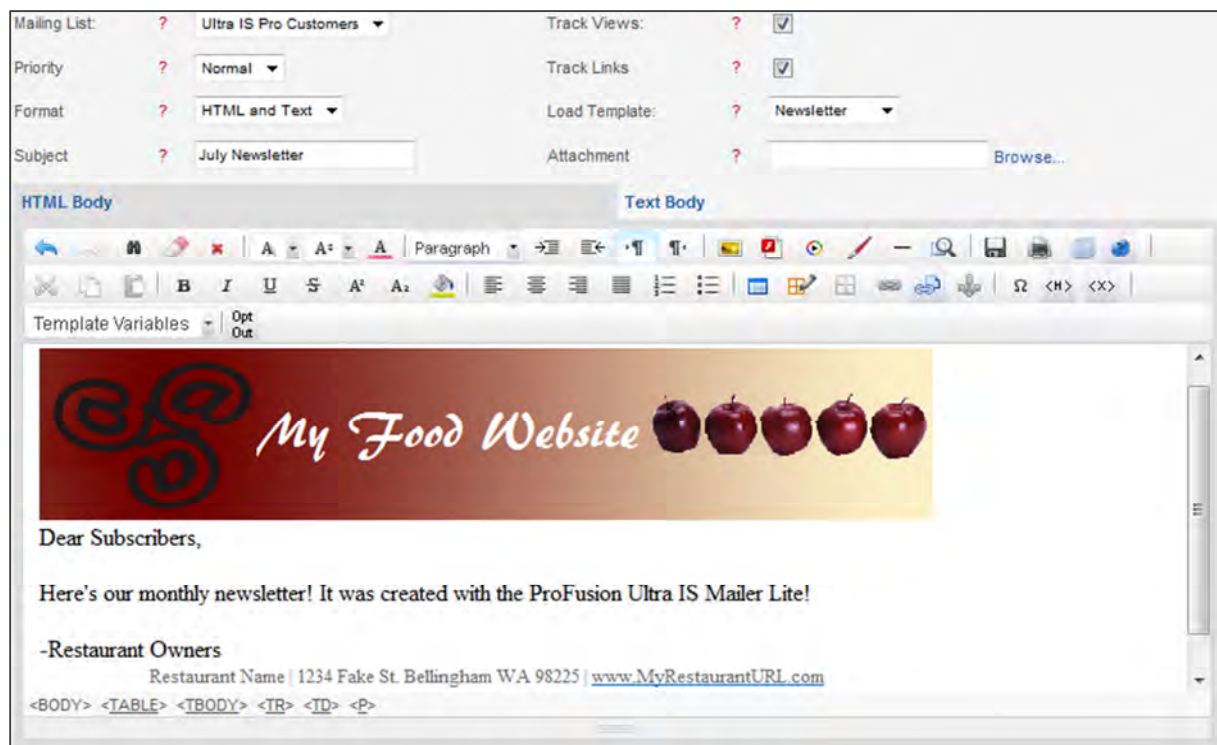 Mailing List: ? Ultra IS Pro Customers Track Views: ?
Priority ? Normal Track Links ?
Format ? HTML and Text Load Template: ? Newsletter
Subject ? July Newsletter Attachment ? Browse...
HTML Body Text Body
A A A Paragraph ¶ ¶
B I U S A² A₂ Ω <H> <X>
Template Variables Opt
Out
My Food Website
Dear Subscribers,
Here's our monthly newsletter! It was created with the ProFusion Ultra IS Mailer Lite!
-Restaurant Owners
Restaurant Name | 1234 Fake St. Bellingham WA 98225 | www.MyRestaurantURL.com
<BODY> <TABLE> <TBODY> <TR> <TD> <P>